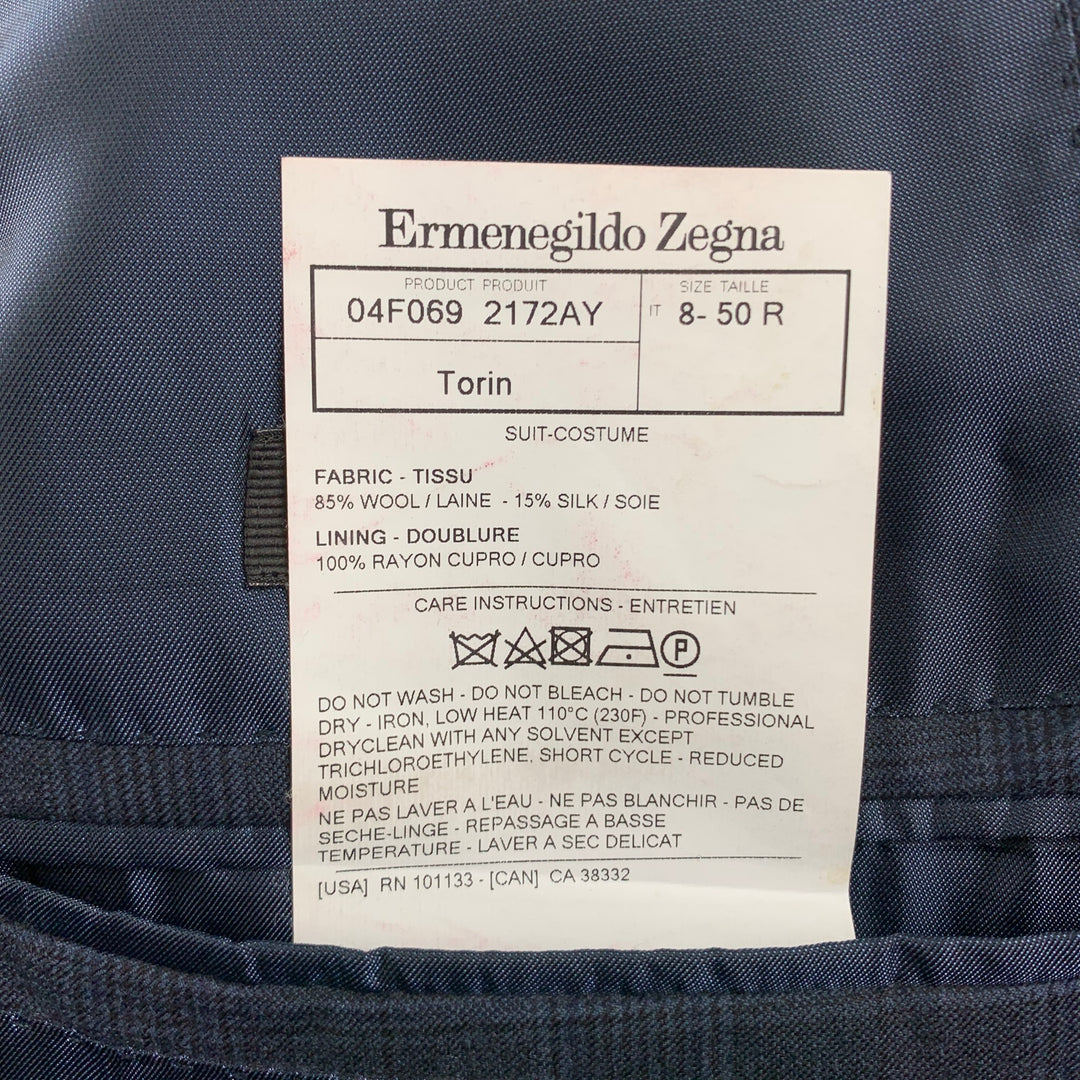 Ermenegildo Zegna
PRODUCT PRODUIT
04F069 2172AY
SIZE TAILLE
IT 8- 50 R
Torin
SUIT-COSTUME
FABRIC - TISSU
85% WOOL / LAINE - 15% SILK / SOIE
LINING - DOUBLURE
100% RAYON CUPRO / CUPRO
CARE INSTRUCTIONS - ENTRETIEN
P
DO NOT WASH - DO NOT BLEACH - DO NOT TUMBLE
DRY - IRON, LOW HEAT 110°C (230F) - PROFESSIONAL
DRYCLEAN WITH ANY SOLVENT EXCEPT
TRICHLOROETHYLENE. SHORT CYCLE - REDUCED
MOISTURE
NE PAS LAVER A L'EAU - NE PAS BLANCHIR - PAS DE
SECHE-LINGE - REPASSAGE A BASSE
TEMPERATURE - LAVER A SEC DELICAT
[USA] RN 101133 - [CAN] CA 38332